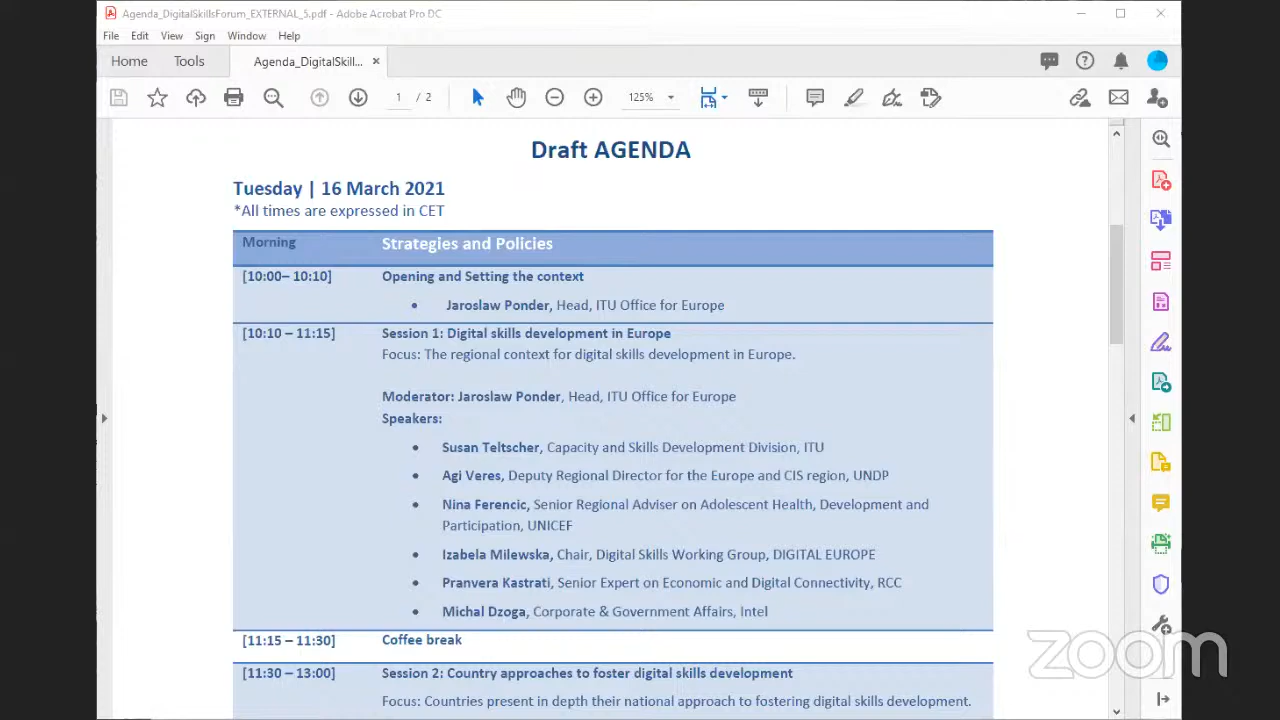 Agenda_DigitalSkillsForum_EXTERNAL_5.pdf - Adobe Acrobat Pro DC
File Edit View Sign Window Help
Home Tools Agenda_DigitalSkill... ×
1 / 2 125%
Draft AGENDA
Tuesday | 16 March 2021
*All times are expressed in CET
Morning Strategies and Policies
[10:00– 10:10] Opening and Setting the context
• Jaroslaw Ponder, Head, ITU Office for Europe
[10:10 – 11:15] Session 1: Digital skills development in Europe
Focus: The regional context for digital skills development in Europe.
Moderator: Jaroslaw Ponder, Head, ITU Office for Europe
Speakers:
• Susan Teltscher, Capacity and Skills Development Division, ITU
• Agi Veres, Deputy Regional Director for the Europe and CIS region, UNDP
• Nina Ferencic, Senior Regional Adviser on Adolescent Health, Development and
Participation, UNICEF
• Izabela Milewska, Chair, Digital Skills Working Group, DIGITAL EUROPE
• Pranvera Kastrati, Senior Expert on Economic and Digital Connectivity, RCC
• Michal Dzoga, Corporate & Government Affairs, Intel
[11:15 – 11:30] Coffee break
zoom
[11:30 – 13:00] Session 2: Country approaches to foster digital skills development
Focus: Countries present in depth their national approach to fostering digital skills development.